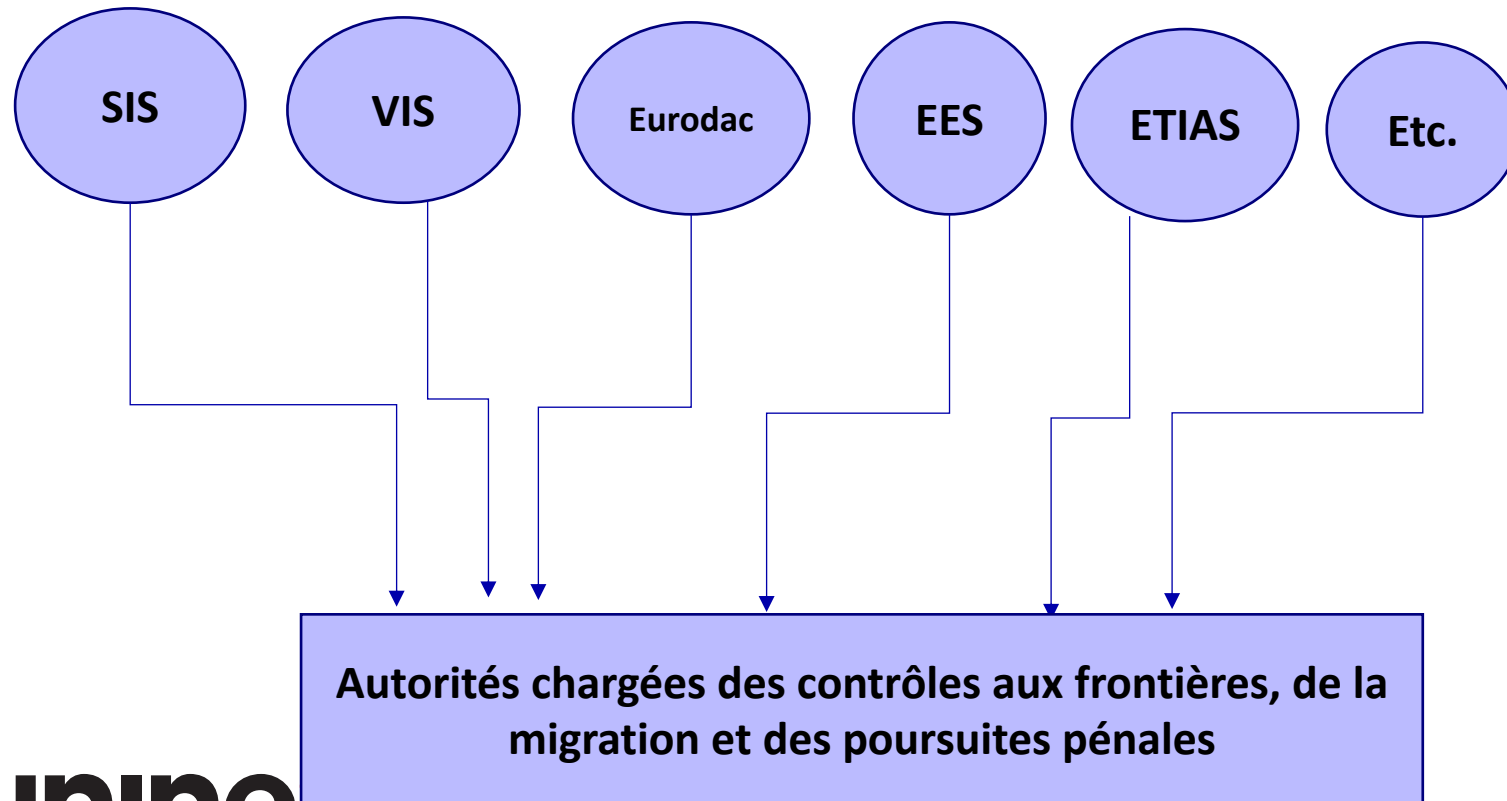 SIS
VIS
Eurodac
EES
ETIAS
Etc.
Autorités chargées des contrôles aux frontières, de la
migration et des poursuites pénales